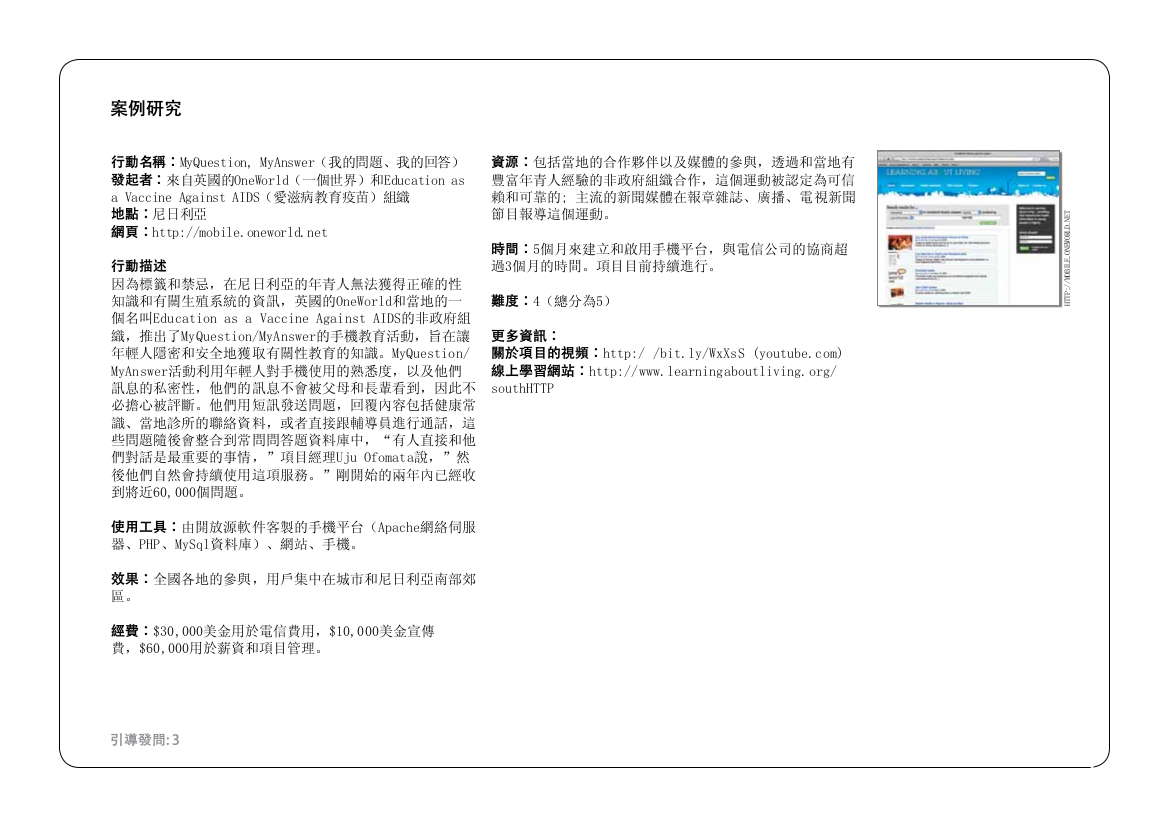 案例研究
行動名稱：MyQuestion, MyAnswer（我的問題、我的回答）
發起者：來自英國的OneWorld（一個世界）和Education as
a Vaccine Against AIDS（愛滋病教育疫苗）組織
地點：尼日利亞
網頁：http://mobile.oneworld.net
行動描述
因為標籤和禁忌，在尼日利亞的年青人無法獲得正確的性
知識和有關生殖系統的資訊，英國的OneWorld和當地的一
個名叫Education as a Vaccine Against AIDS的非政府組
織，推出了MyQuestion/MyAnswer的手機教育活動，旨在讓
年輕人隱密和安全地獲取有關性教育的知識。MyQuestion/
MyAnswer活動利用年輕人對手機使用的熟悉度，以及他們
訊息的私密性，他們的訊息不會被父母和長輩看到，因此不
必擔心被評斷。他們用短訊發送問題，回覆內容包括健康常
識、當地診所的聯絡資料，或者直接跟輔導員進行通話，這
些問題隨後會整合到常問問答題資料庫中，“有人直接和他
們對話是最重要的事情，”項目經理Uju Ofomata說，”然
後他們自然會持續使用這項服務。”剛開始的兩年內已經收
到將近60,000個問題。
使用工具：由開放源軟件客製的手機平台（Apache網絡伺服
器、PHP、MySql資料庫）、網站、手機。
效果：全國各地的參與，用戶集中在城市和尼日利亞南部郊
區。
經費：$30,000美金用於電信費用，$10,000美金宣傳
費，$60,000用於薪資和項目管理。
資源：包括當地的合作夥伴以及媒體的參與，透過和當地有
豐富年青人經驗的非政府組織合作，這個運動被認定為可信
賴和可靠的; 主流的新聞媒體在報章雜誌、廣播、電視新聞
節目報導這個運動。
時間：5個月來建立和啟用手機平台，與電信公司的協商超
過3個月的時間。項目目前持續進行。
難度：4（總分為5）
更多資訊：
關於項目的視頻：http:/ /bit.ly/WxXsS (youtube.com)
線上學習網站：http://www.learningaboutliving.org/
southHTTP
HTTP://MOBILE.ONEWORLD.NET
引導發問: 3